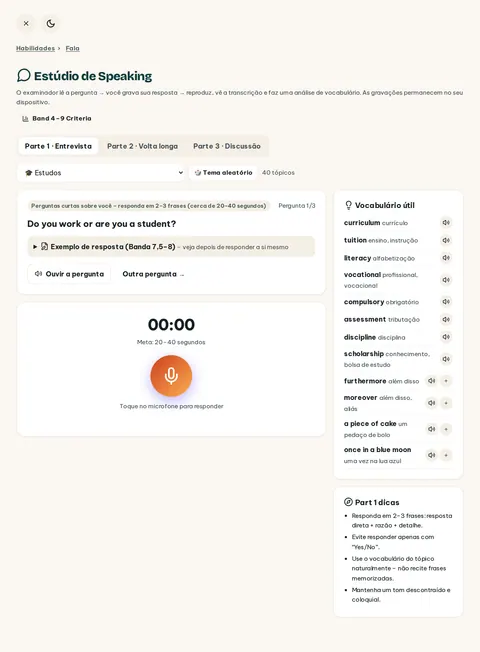 Habilidades › Fala
Estúdio de Speaking
O examinador lê a pergunta → você grava sua resposta → reproduz, vê a transcrição e faz uma análise de vocabulário. As gravações permanecem no seu
dispositivo.
Band 4–9 Criteria
Parte 1 · Entrevista
Parte 2 · Volta longa
Parte 3 · Discussão
Estudos
Tema aleatório
40 tópicos
Perguntas curtas sobre você – responda em 2–3 frases (cerca de 20–40 segundos)
Pergunta 1/3
Do you work or are you a student?
Exemplo de resposta (Banda 7.5–8) – veja depois de responder a si mesmo
Ouvir a pergunta
Outra pergunta →
00:00
Meta: 20–40 segundos
Toque no microfone para responder
Vocabulário útil
curriculum currículo
tuition ensino, instrução
literacy alfabetização
vocational profissional,
vocacional
compulsory obrigatório
assessment tributação
discipline disciplina
scholarship conhecimento,
bolsa de estudo
furthermore além disso
+
moreover além disso,
aliás
+
a piece of cake um
pedaço de bolo
+
once in a blue moon
uma vez na lua azul
+
Part 1 dicas
Responda em 2–3 frases: resposta
direta + razão + detalhe.
Evite responder apenas com
"Yes/No".
Use o vocabulário do tópico
naturalmente – não recite frases
memorizadas.
Mantenha um tom descontraído e
coloquial.